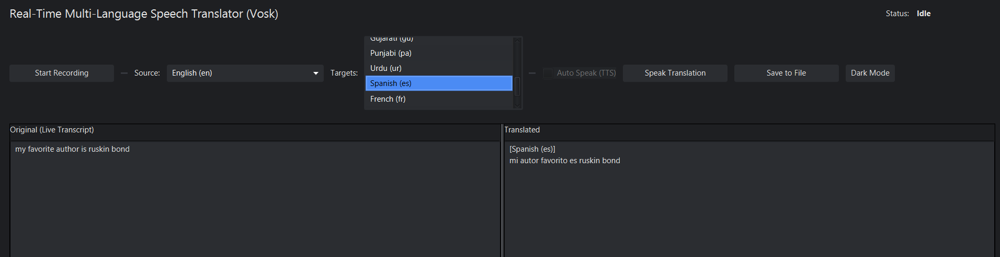 Real-Time Multi-Language Speech Translator (Vosk)
Status: Idle
Gujarati (gu)
Punjabi (pa)
Urdu (ur)
Start Recording
Source: English (en)
Targets:
Auto Speak (TTS)
Speak Translation
Save to File
Dark Mode
Spanish (es)
French (fr)
Original (Live Transcript)
my favorite author is ruskin bond
Translated
[Spanish (es)]
mi autor favorito es ruskin bond